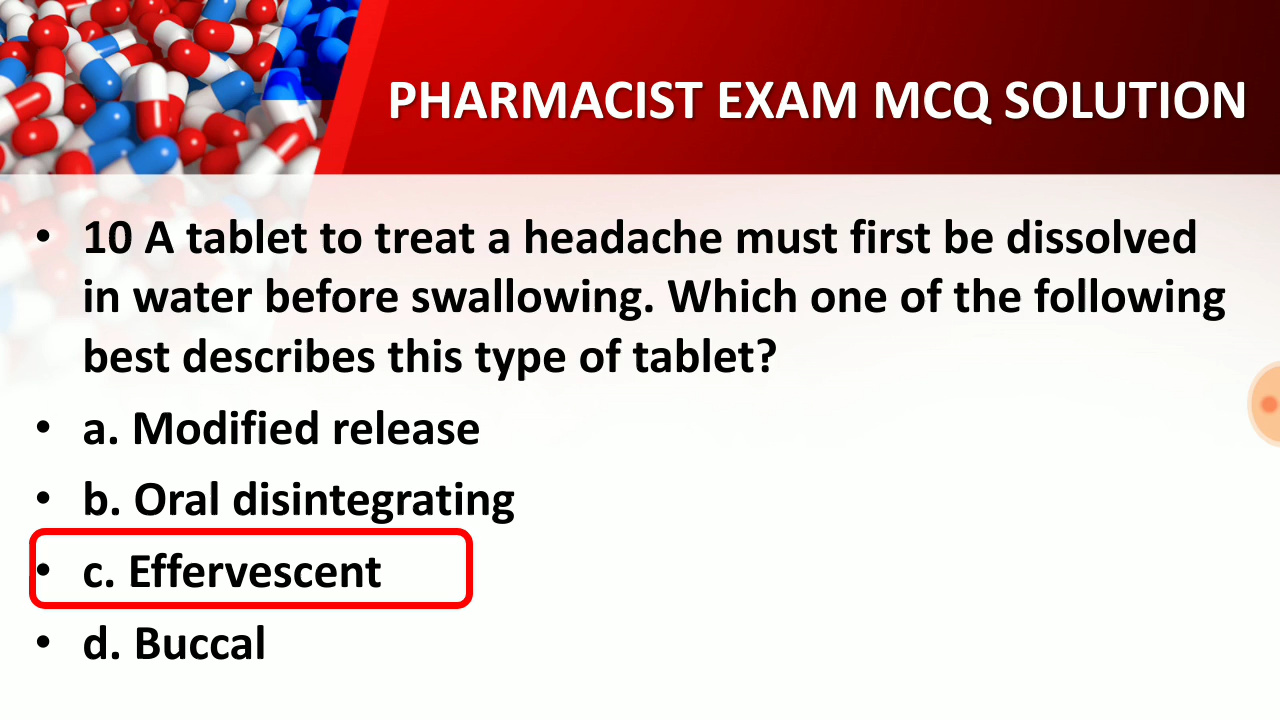 PHARMACIST EXAM MCQ SOLUTION
• 10 A tablet to treat a headache must first be dissolved
in water before swallowing. Which one of the following
best describes this type of tablet?
• a. Modified release
• b. Oral disintegrating
• c. Effervescent
• d. Buccal